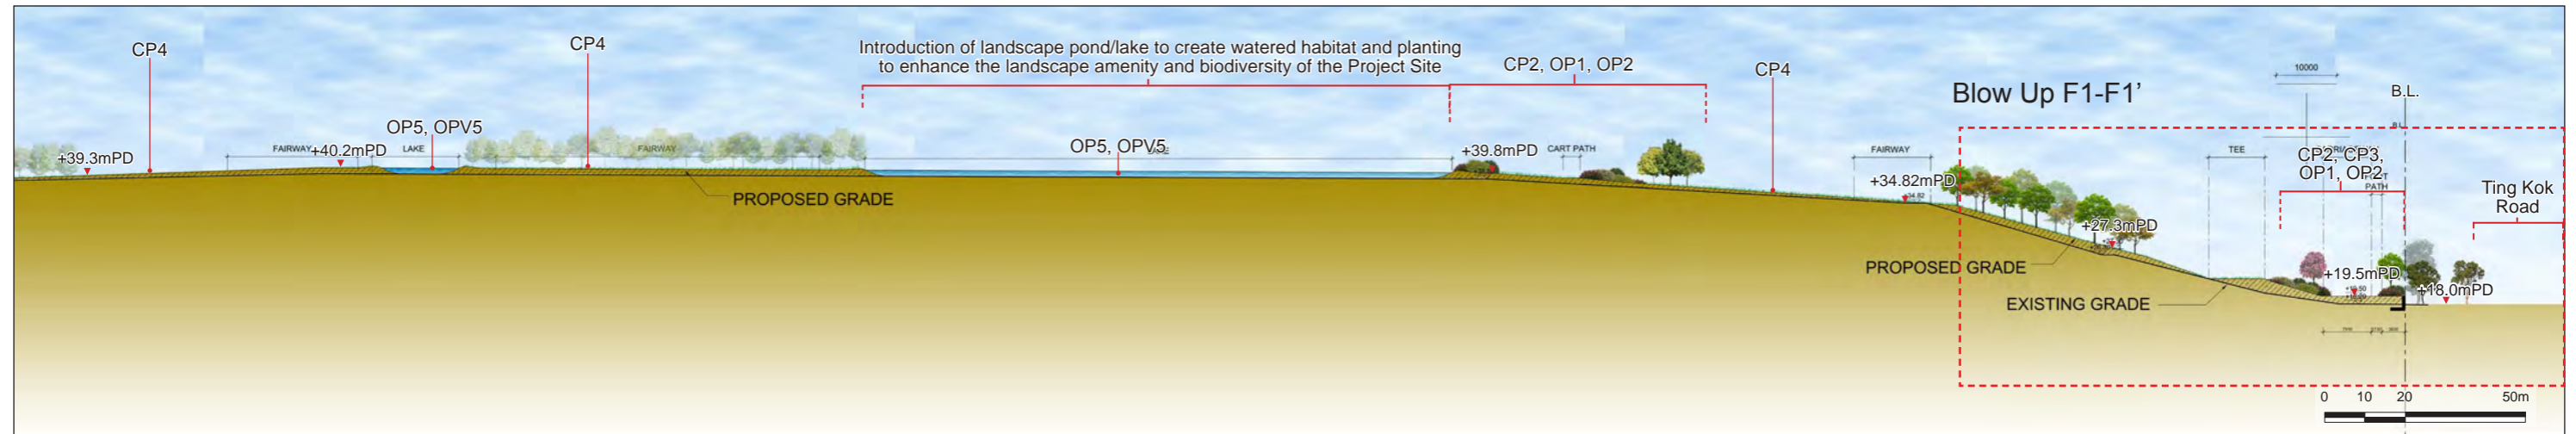 CP4
CP4
Introduction of landscape pond/lake to create watered habitat and planting
to enhance the landscape amenity and biodiversity of the Project Site
CP2, OP1, OP2
CP4
10000
Blow Up F1-F1'
B.L.
B.L.
OP5, OPV5
FAIRWAY
+40.2mPD
LAKE
FAIRWAY
OP5, OPV5
+39.8mPD
CART PATH
FAIRWAY
TEE
CP2, CP3,
OP1, OP2
PATH
+39.3mPD
+34.82mPD
34.82
Ting Kok
Road
PROPOSED GRADE
+27.3mPD
PROPOSED GRADE
+19.5mPD
+18.0mPD
EXISTING GRADE
0 10 20 50m